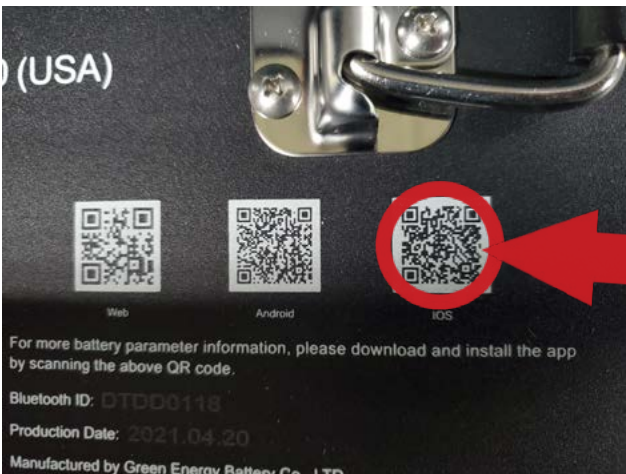 (USA)
Web Android IOS
For more battery parameter information, please download and install the app
by scanning the above QR code.
Bluetooth ID: DTDD0118
Production Date: 2021.04.20
Manufactured by Green Energy Battery Co., LTD